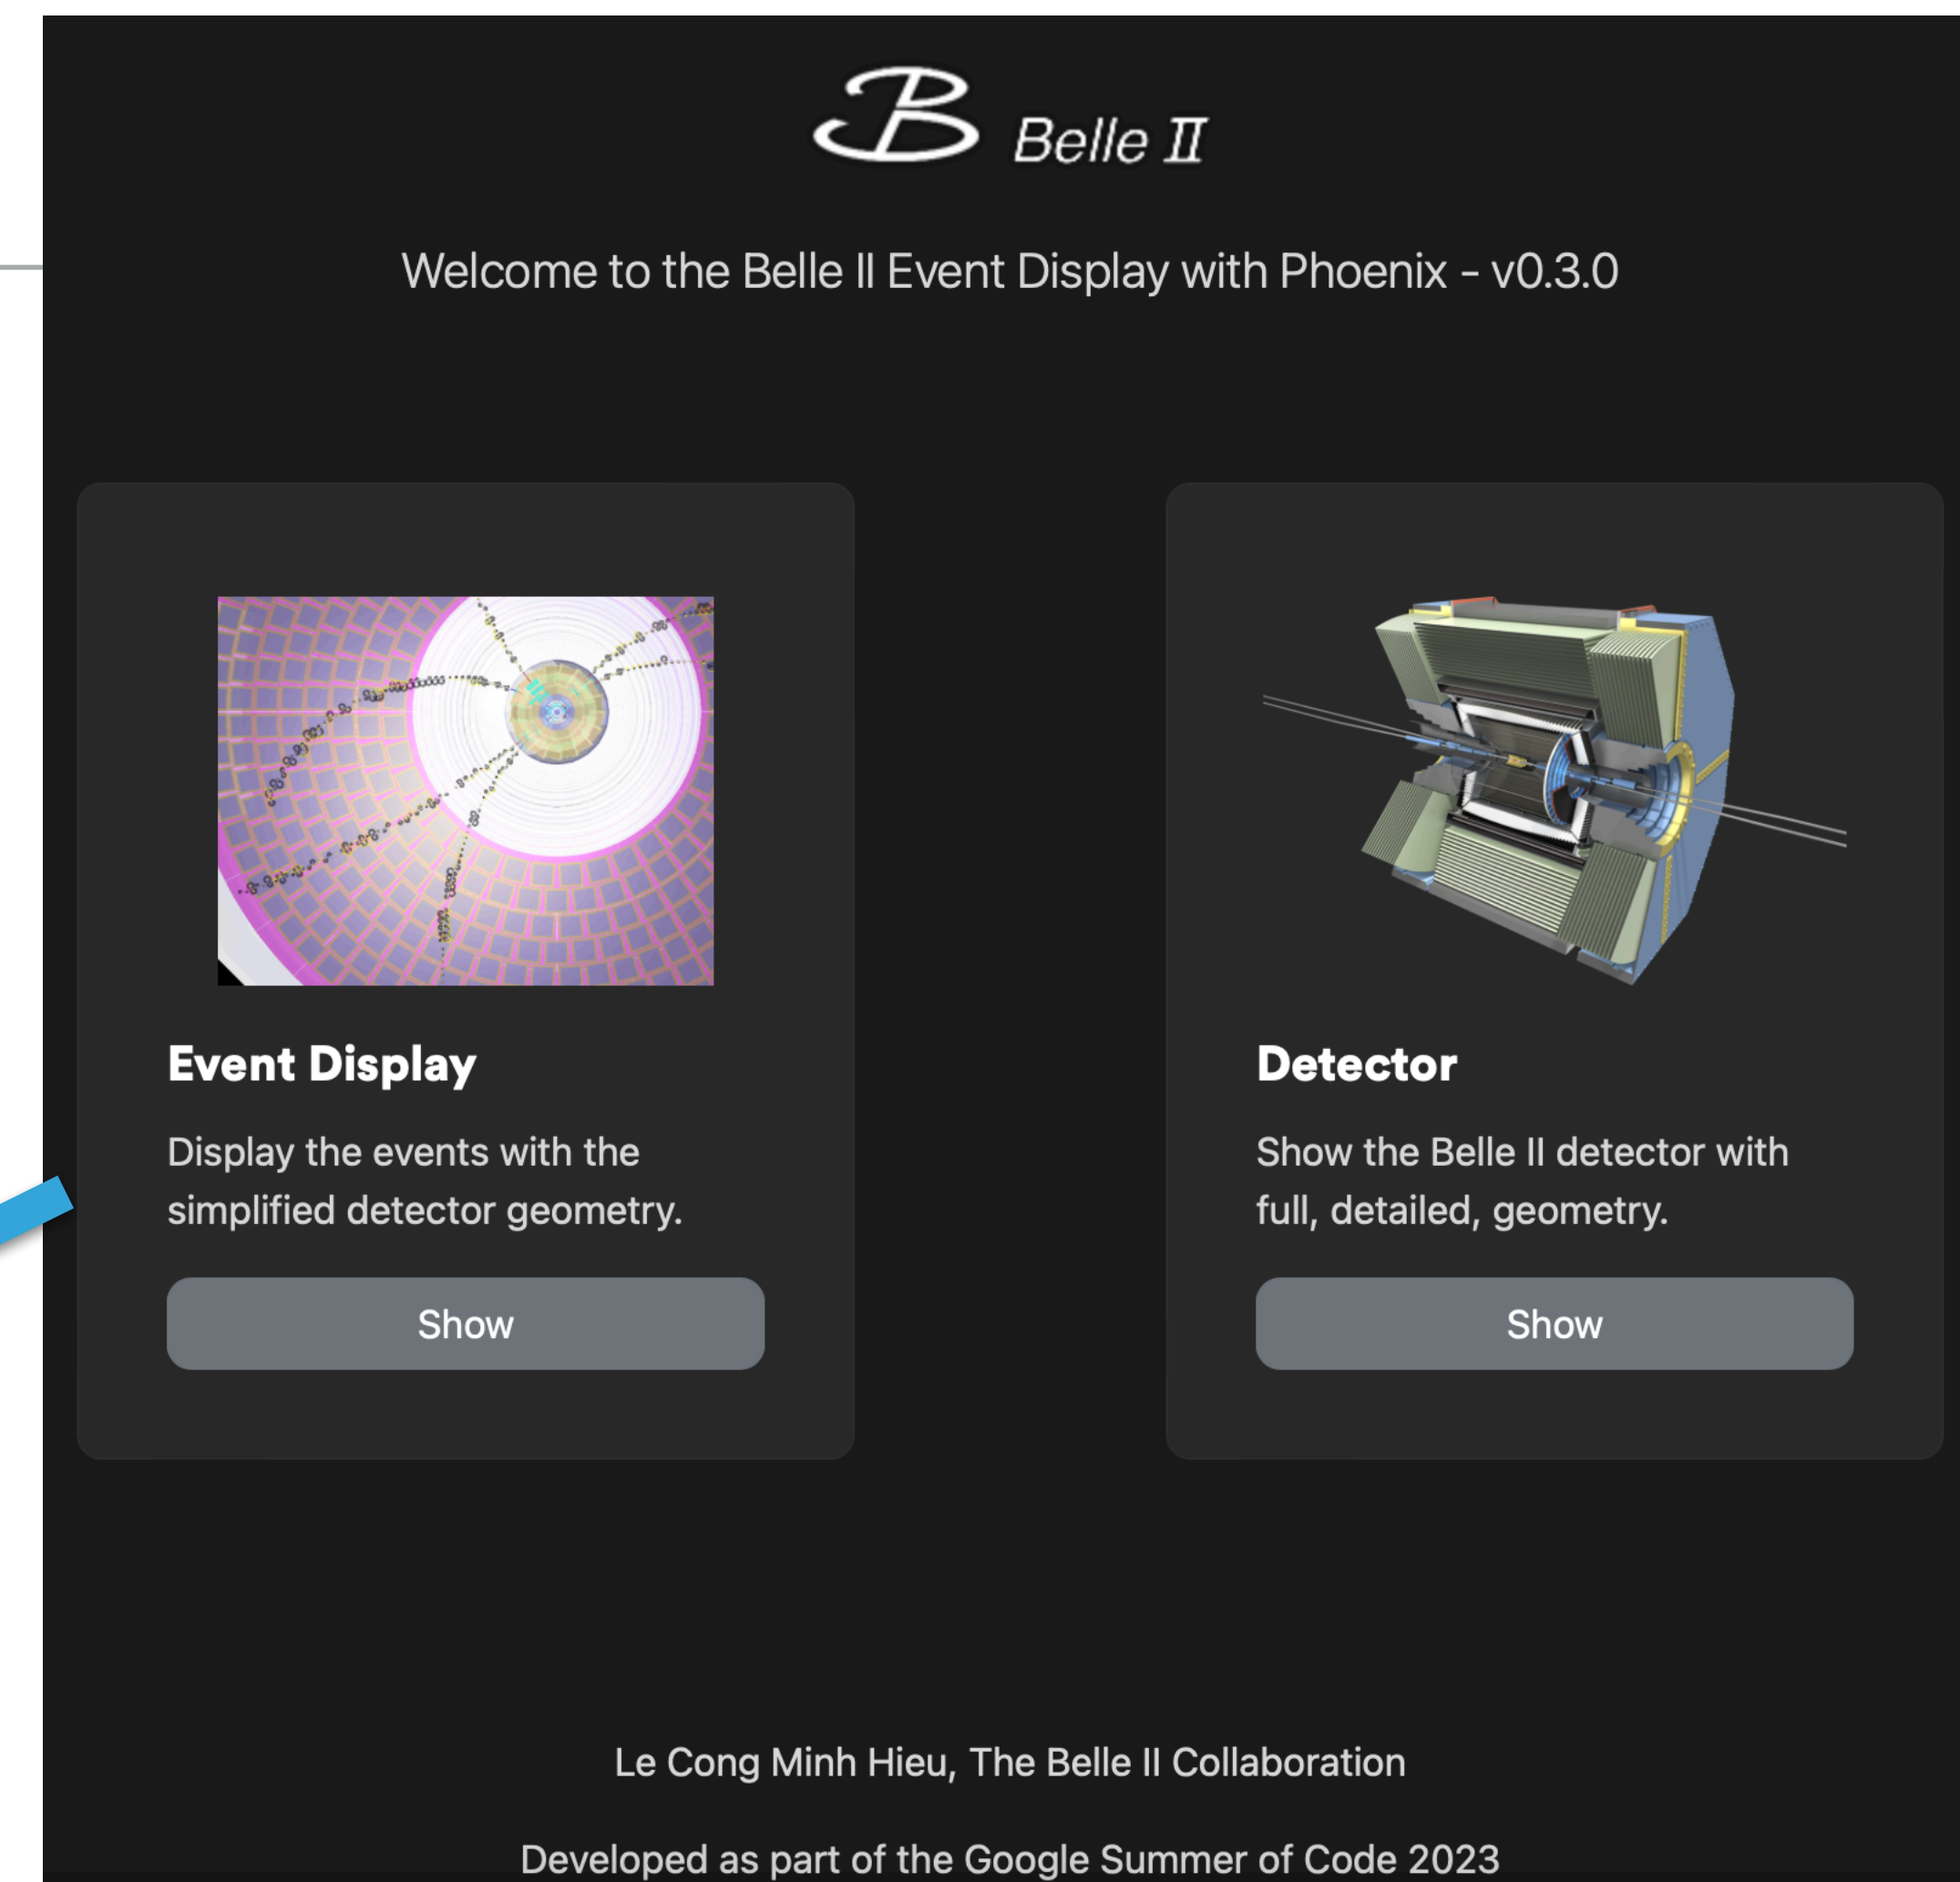 B Belle II
Welcome to the Belle II Event Display with Phoenix - v0.3.0
Event Display
Display the events with the
simplified detector geometry.
Show
Detector
Show the Belle II detector with
full, detailed, geometry.
Show
Le Cong Minh Hieu, The Belle II Collaboration
Developed as part of the Google Summer of Code 2023